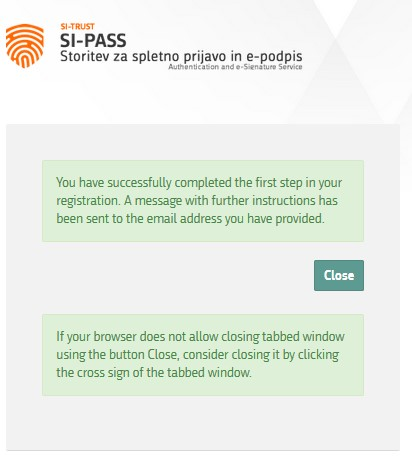 SI-TRUST
SI-PASS
Storitev za spletno prijavo in e-podpis
Authentication and e-Signature Service
You have successfully completed the first step in your
registration. A message with further instructions has
been sent to the email address you have provided.
Close
If your browser does not allow closing tabbed window
using the button Close, consider closing it by clicking
the cross sign of the tabbed window.